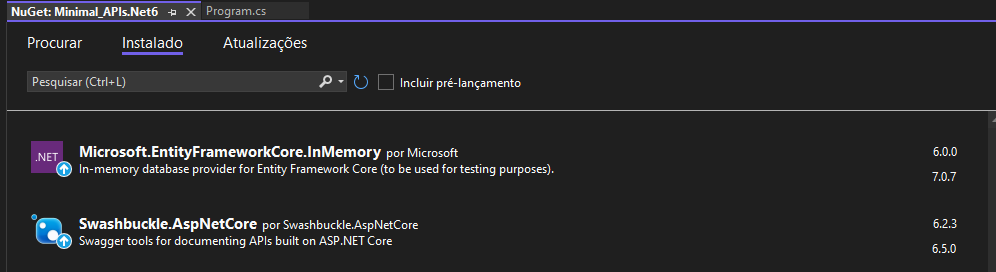 NuGet: Minimal_APIs.Net6 Program.cs
Procurar Instalado Atualizações
Pesquisar (Ctrl+L) Incluir pré-lançamento
.NET Microsoft.EntityFrameworkCore.InMemory por Microsoft 6.0.0
In-memory database provider for Entity Framework Core (to be used for testing purposes). 7.0.7
Swashbuckle.AspNetCore por Swashbuckle.AspNetCore 6.2.3
Swagger tools for documenting APIs built on ASP.NET Core 6.5.0